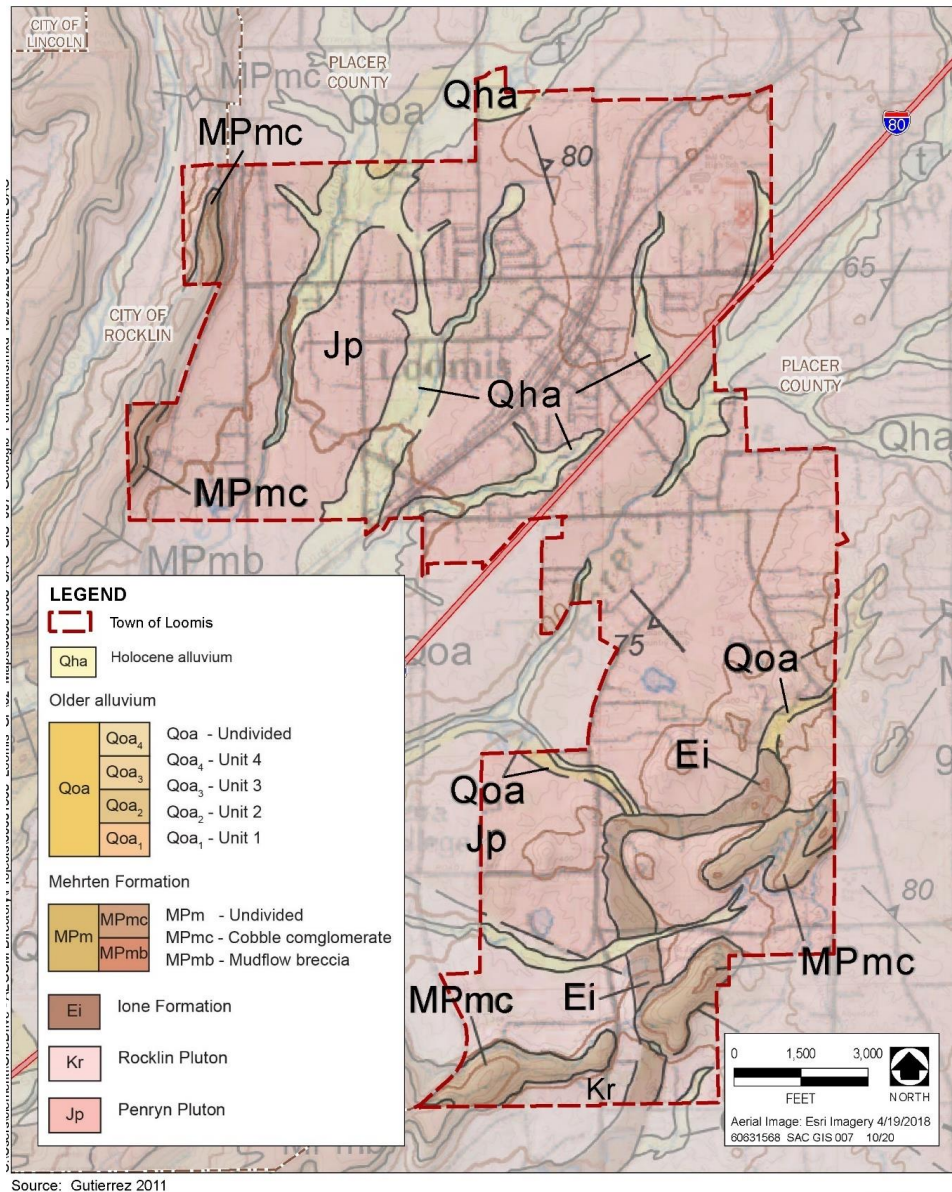 CITY OF
LINCOLN
PLACER
COUNTY
MPmc
Qoa
Qha
t
80
MPmc
80
t
65
CITY OF
ROCKLIN
Jp
Loomis
Qha
PLACER
COUNTY
Qha
MPmc
MPmb
75
Qoa
Qoa
Ei
Qoa
Jp
80
MPmc
Ei
MPmc
Kr
MPmb
LEGEND
Town of Loomis
Qha Holocene alluvium
Older alluvium
Qoa
Qoa4
Qoa3
Qoa2
Qoa1
Qoa - Undivided
Qoa4 - Unit 4
Qoa3 - Unit 3
Qoa2 - Unit 2
Qoa1 - Unit 1
Mehrten Formation
MPm
MPmc
MPmb
MPm - Undivided
MPmc - Cobble comglomerate
MPmb - Mudflow breccia
Ei Ione Formation
Kr Rocklin Pluton
Jp Penryn Pluton
0 1,500 3,000
FEET
NORTH
Aerial Image: Esri Imagery 4/19/2018
60631568 SAC GIS 007 10/20
Source: Gutierrez 2011